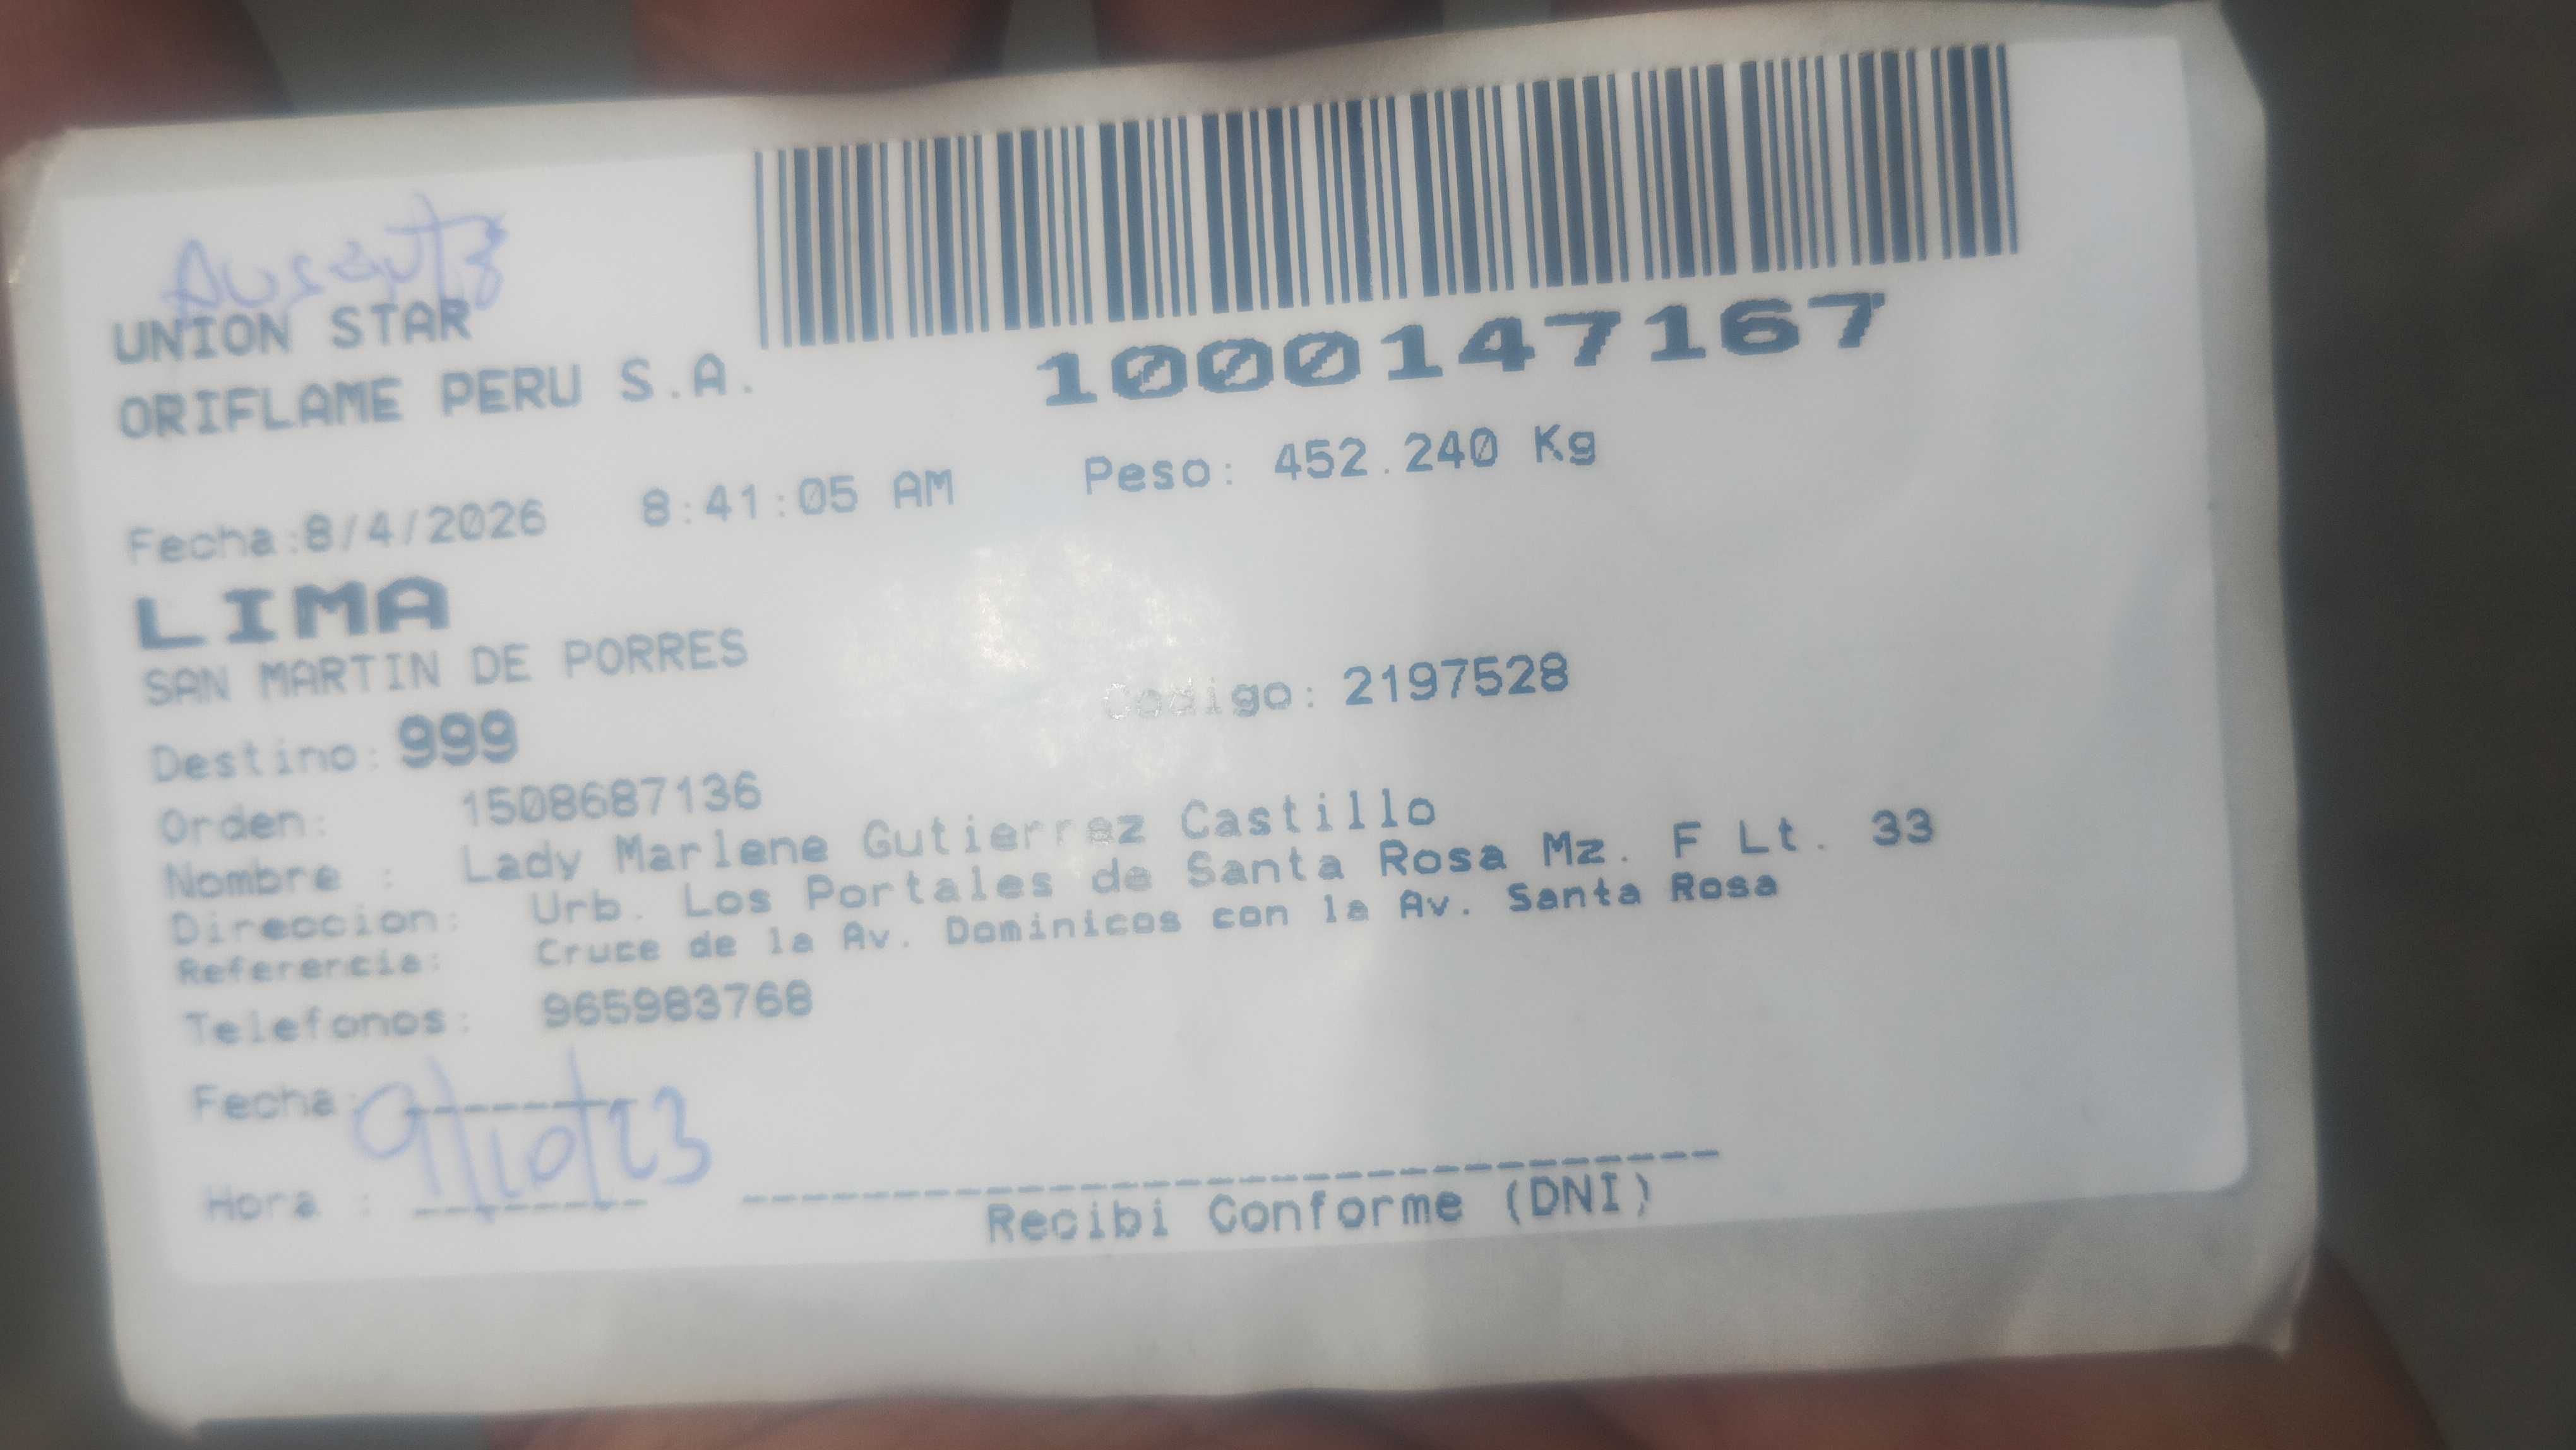 Ausente
UNION STAR
ORIFLAME PERU S.A.
1000147167
Fecha:8/4/2026 8:41:05 AM Peso: 452.240 Kg
LIMA
SAN MARTIN DE PORRES
Destino: 999 Codigo: 2197528
Orden: 1508687136
Nombre : Lady Marlene Gutierrez Castillo
Direccion: Urb. Los Portales de Santa Rosa Mz. F Lt. 33
Referencia: Cruce de la Av. Dominicos con la Av. Santa Rosa
Telefonos: 965983768
Fecha: 9/10/23
Hora :
Recibi Conforme (DNI)